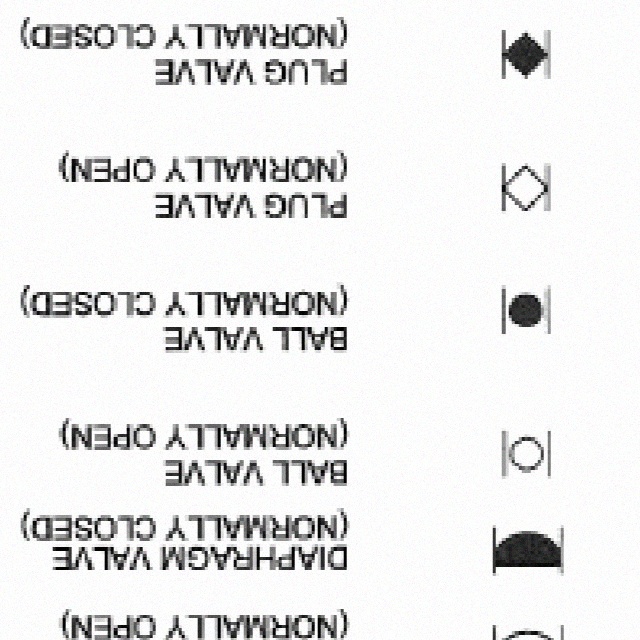 (NORMALLY OPEN)
DIAPHRAGM VALVE
(NORMALLY CLOSED)
BALL VALVE
(NORMALLY OPEN)
BALL VALVE
(NORMALLY CLOSED)
PLUG VALVE
(NORMALLY OPEN)
PLUG VALVE
(NORMALLY CLOSED)